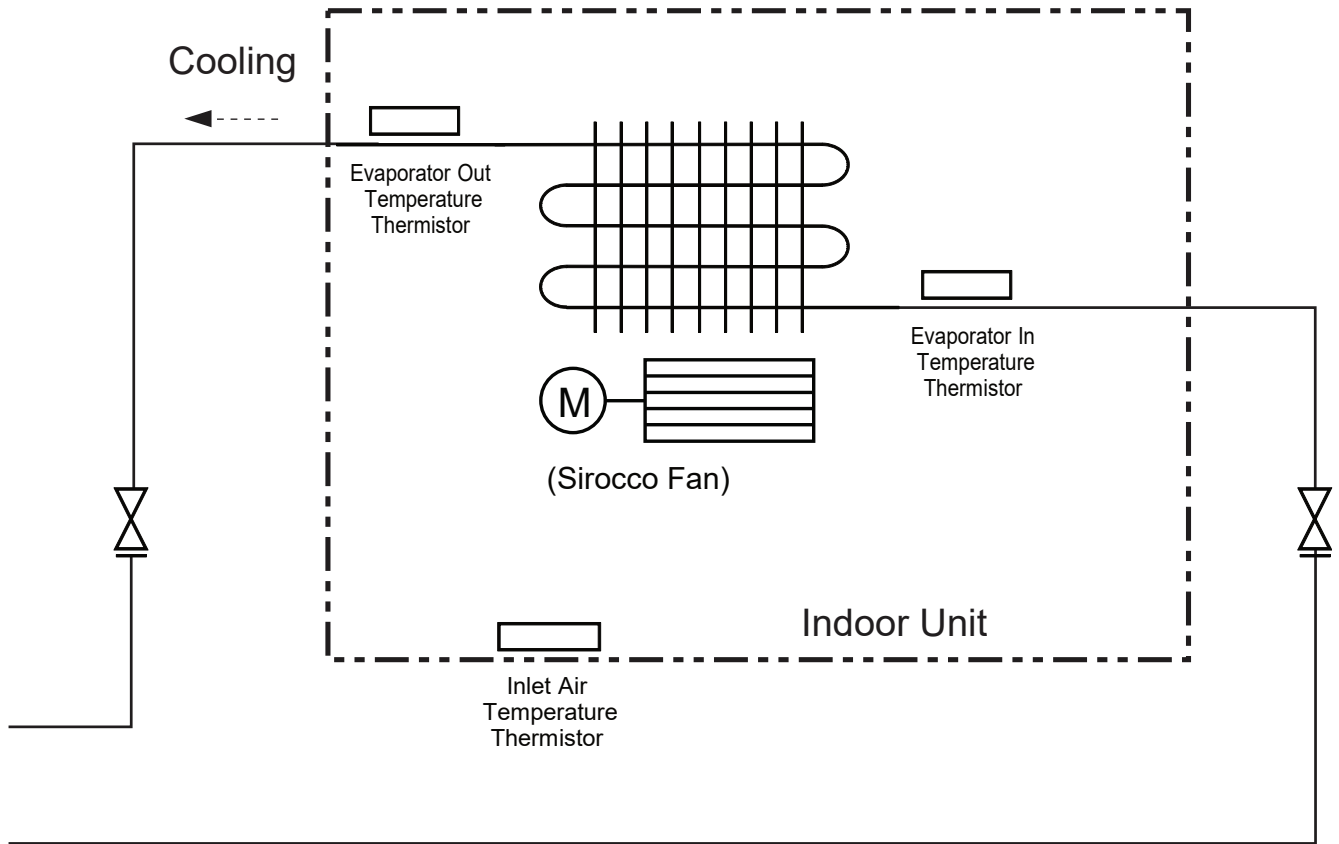 Cooling
Evaporator Out
Temperature
Thermistor
Evaporator In
Temperature
Thermistor
M
(Sirocco Fan)
Indoor Unit
Inlet Air
Temperature
Thermistor